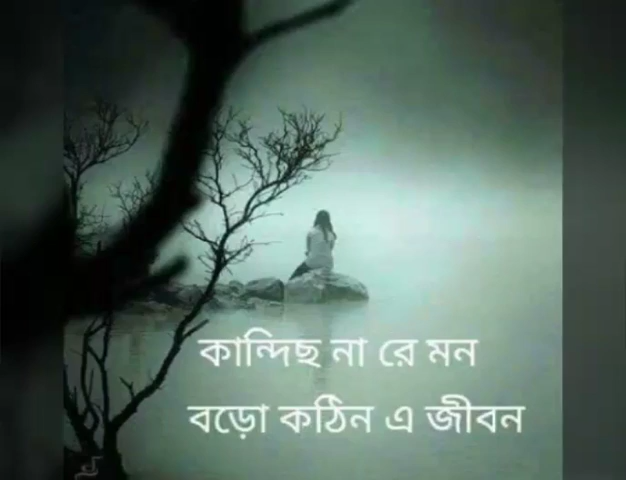 কান্দিছ না রে মন
বড়ো কঠিন এ জীবন